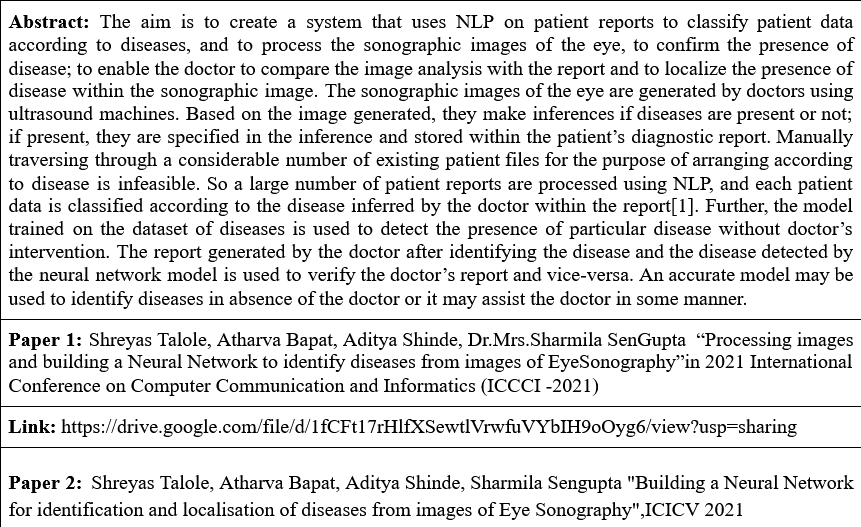 Abstract: The aim is to create a system that uses NLP on patient reports to classify patient data
according to diseases, and to process the sonographic images of the eye, to confirm the presence of
disease; to enable the doctor to compare the image analysis with the report and to localize the presence of
disease within the sonographic image. The sonographic images of the eye are generated by doctors using
ultrasound machines. Based on the image generated, they make inferences if diseases are present or not;
if present, they are specified in the inference and stored within the patient's diagnostic report. Manually
traversing through a considerable number of existing patient files for the purpose of arranging according
to disease is infeasible. So a large number of patient reports are processed using NLP, and each patient
data is classified according to the disease inferred by the doctor within the report[1]. Further, the model
trained on the dataset of diseases is used to detect the presence of particular disease without doctor's
intervention. The report generated by the doctor after identifying the disease and the disease detected by
the neural network model is used to verify the doctor's report and vice-versa. An accurate model may be
used to identify diseases in absence of the doctor or it may assist the doctor in some manner.
Paper 1: Shreyas Talole, Atharva Bapat, Aditya Shinde, Dr.Mrs.Sharmila SenGupta “Processing images
and building a Neural Network to identify diseases from images of EyeSonography”in 2021 International
Conference on Computer Communication and Informatics (ICCCI -2021)
Link: https://drive.google.com/file/d/1fCFt17rHlfXSewtlVrwfuVYbIH9oOyg6/view?usp=sharing
Paper 2: Shreyas Talole, Atharva Bapat, Aditya Shinde, Sharmila Sengupta "Building a Neural Network
for identification and localisation of diseases from images of Eye Sonography",ICICV 2021